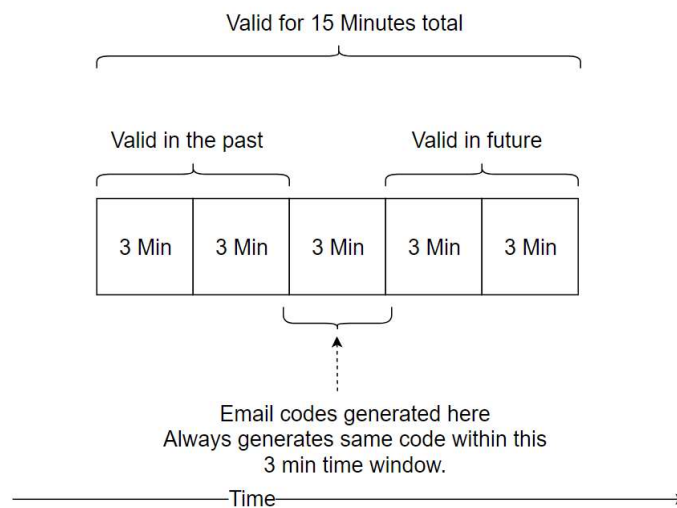 Valid for 15 Minutes total
Valid in the past
Valid in future
3 Min
3 Min
3 Min
3 Min
3 Min
Email codes generated here
Always generates same code within this
3 min time window.
Time